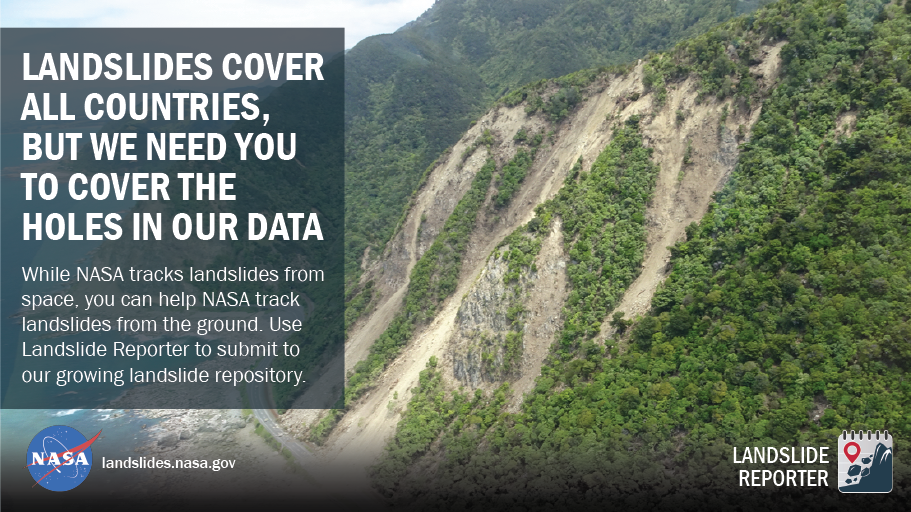 LANDSLIDES COVER
ALL COUNTRIES,
BUT WE NEED YOU
TO COVER THE
HOLES IN OUR DATA
While NASA tracks landslides from
space, you can help NASA track
landslides from the ground. Use
Landslide Reporter to submit to
our growing landslide repository.
NASA
landslides.nasa.gov
LANDSLIDE
REPORTER